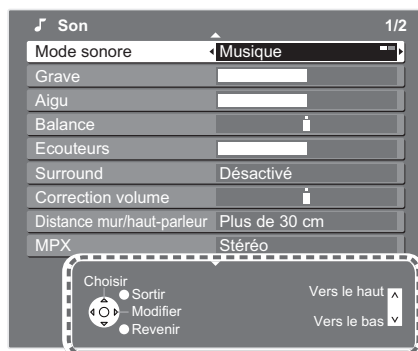 Son 1/2
Mode sonore Musique
Grave
Aigu
Balance
Ecouteurs
Surround Désactivé
Correction volume
Distance mur/haut-parleur Plus de 30 cm
MPX Stéréo
Choisir
Sortir
Modifier
Revenir
Vers le haut
Vers le bas